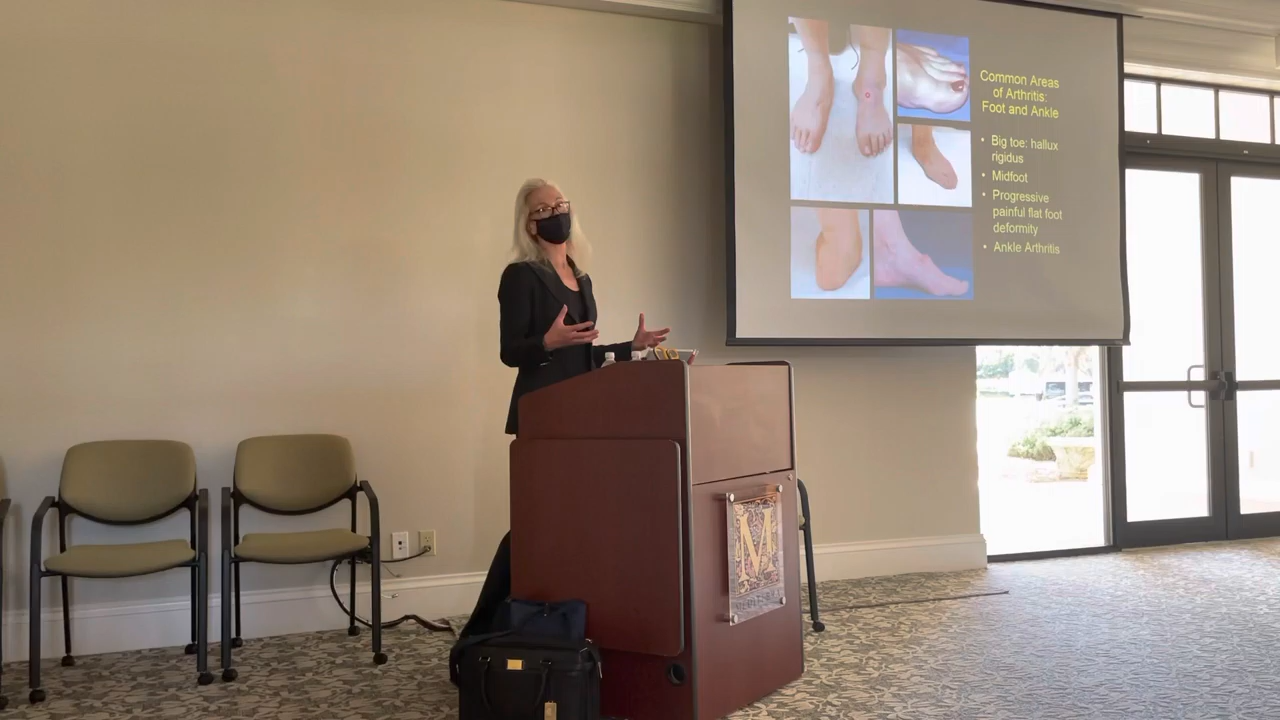 Common Areas
of Arthritis:
Foot and Ankle
• Big toe: hallux
rigidus
• Midfoot
• Progressive
painful flat foot
deformity
• Ankle Arthritis
M